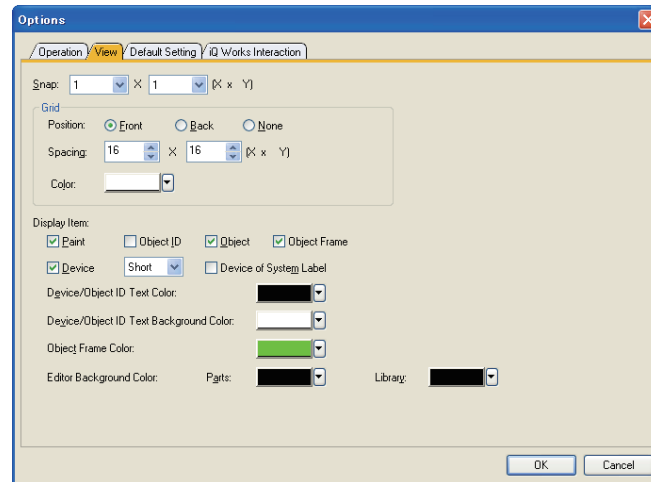 Options
Operation View Default Setting iQ Works Interaction
Snap: 1 X 1 (X x Y)
Grid
Position: Front Back None
Spacing: 16 X 16 (X x Y)
Color:
Display Item:
Paint Object ID Object Object Frame
Device Short Device of System Label
Device/Object ID Text Color:
Device/Object ID Text Background Color:
Object Frame Color:
Editor Background Color: Parts: Library:
OK Cancel